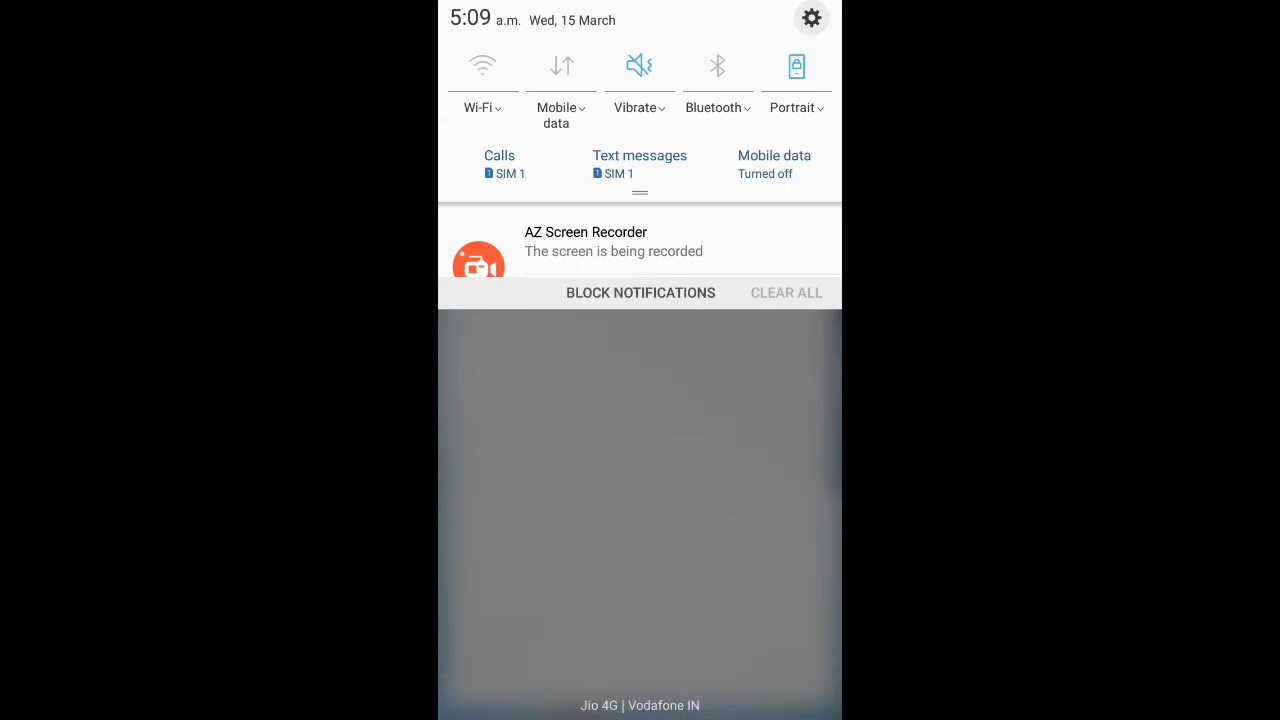 5:09 a.m. Wed, 15 March
Wi-Fi Mobile data Vibrate Bluetooth Portrait
Calls Text messages Mobile data
1 SIM 1 1 SIM 1 Turned off
AZ Screen Recorder
The screen is being recorded
BLOCK NOTIFICATIONS CLEAR ALL
Jio 4G | Vodafone IN